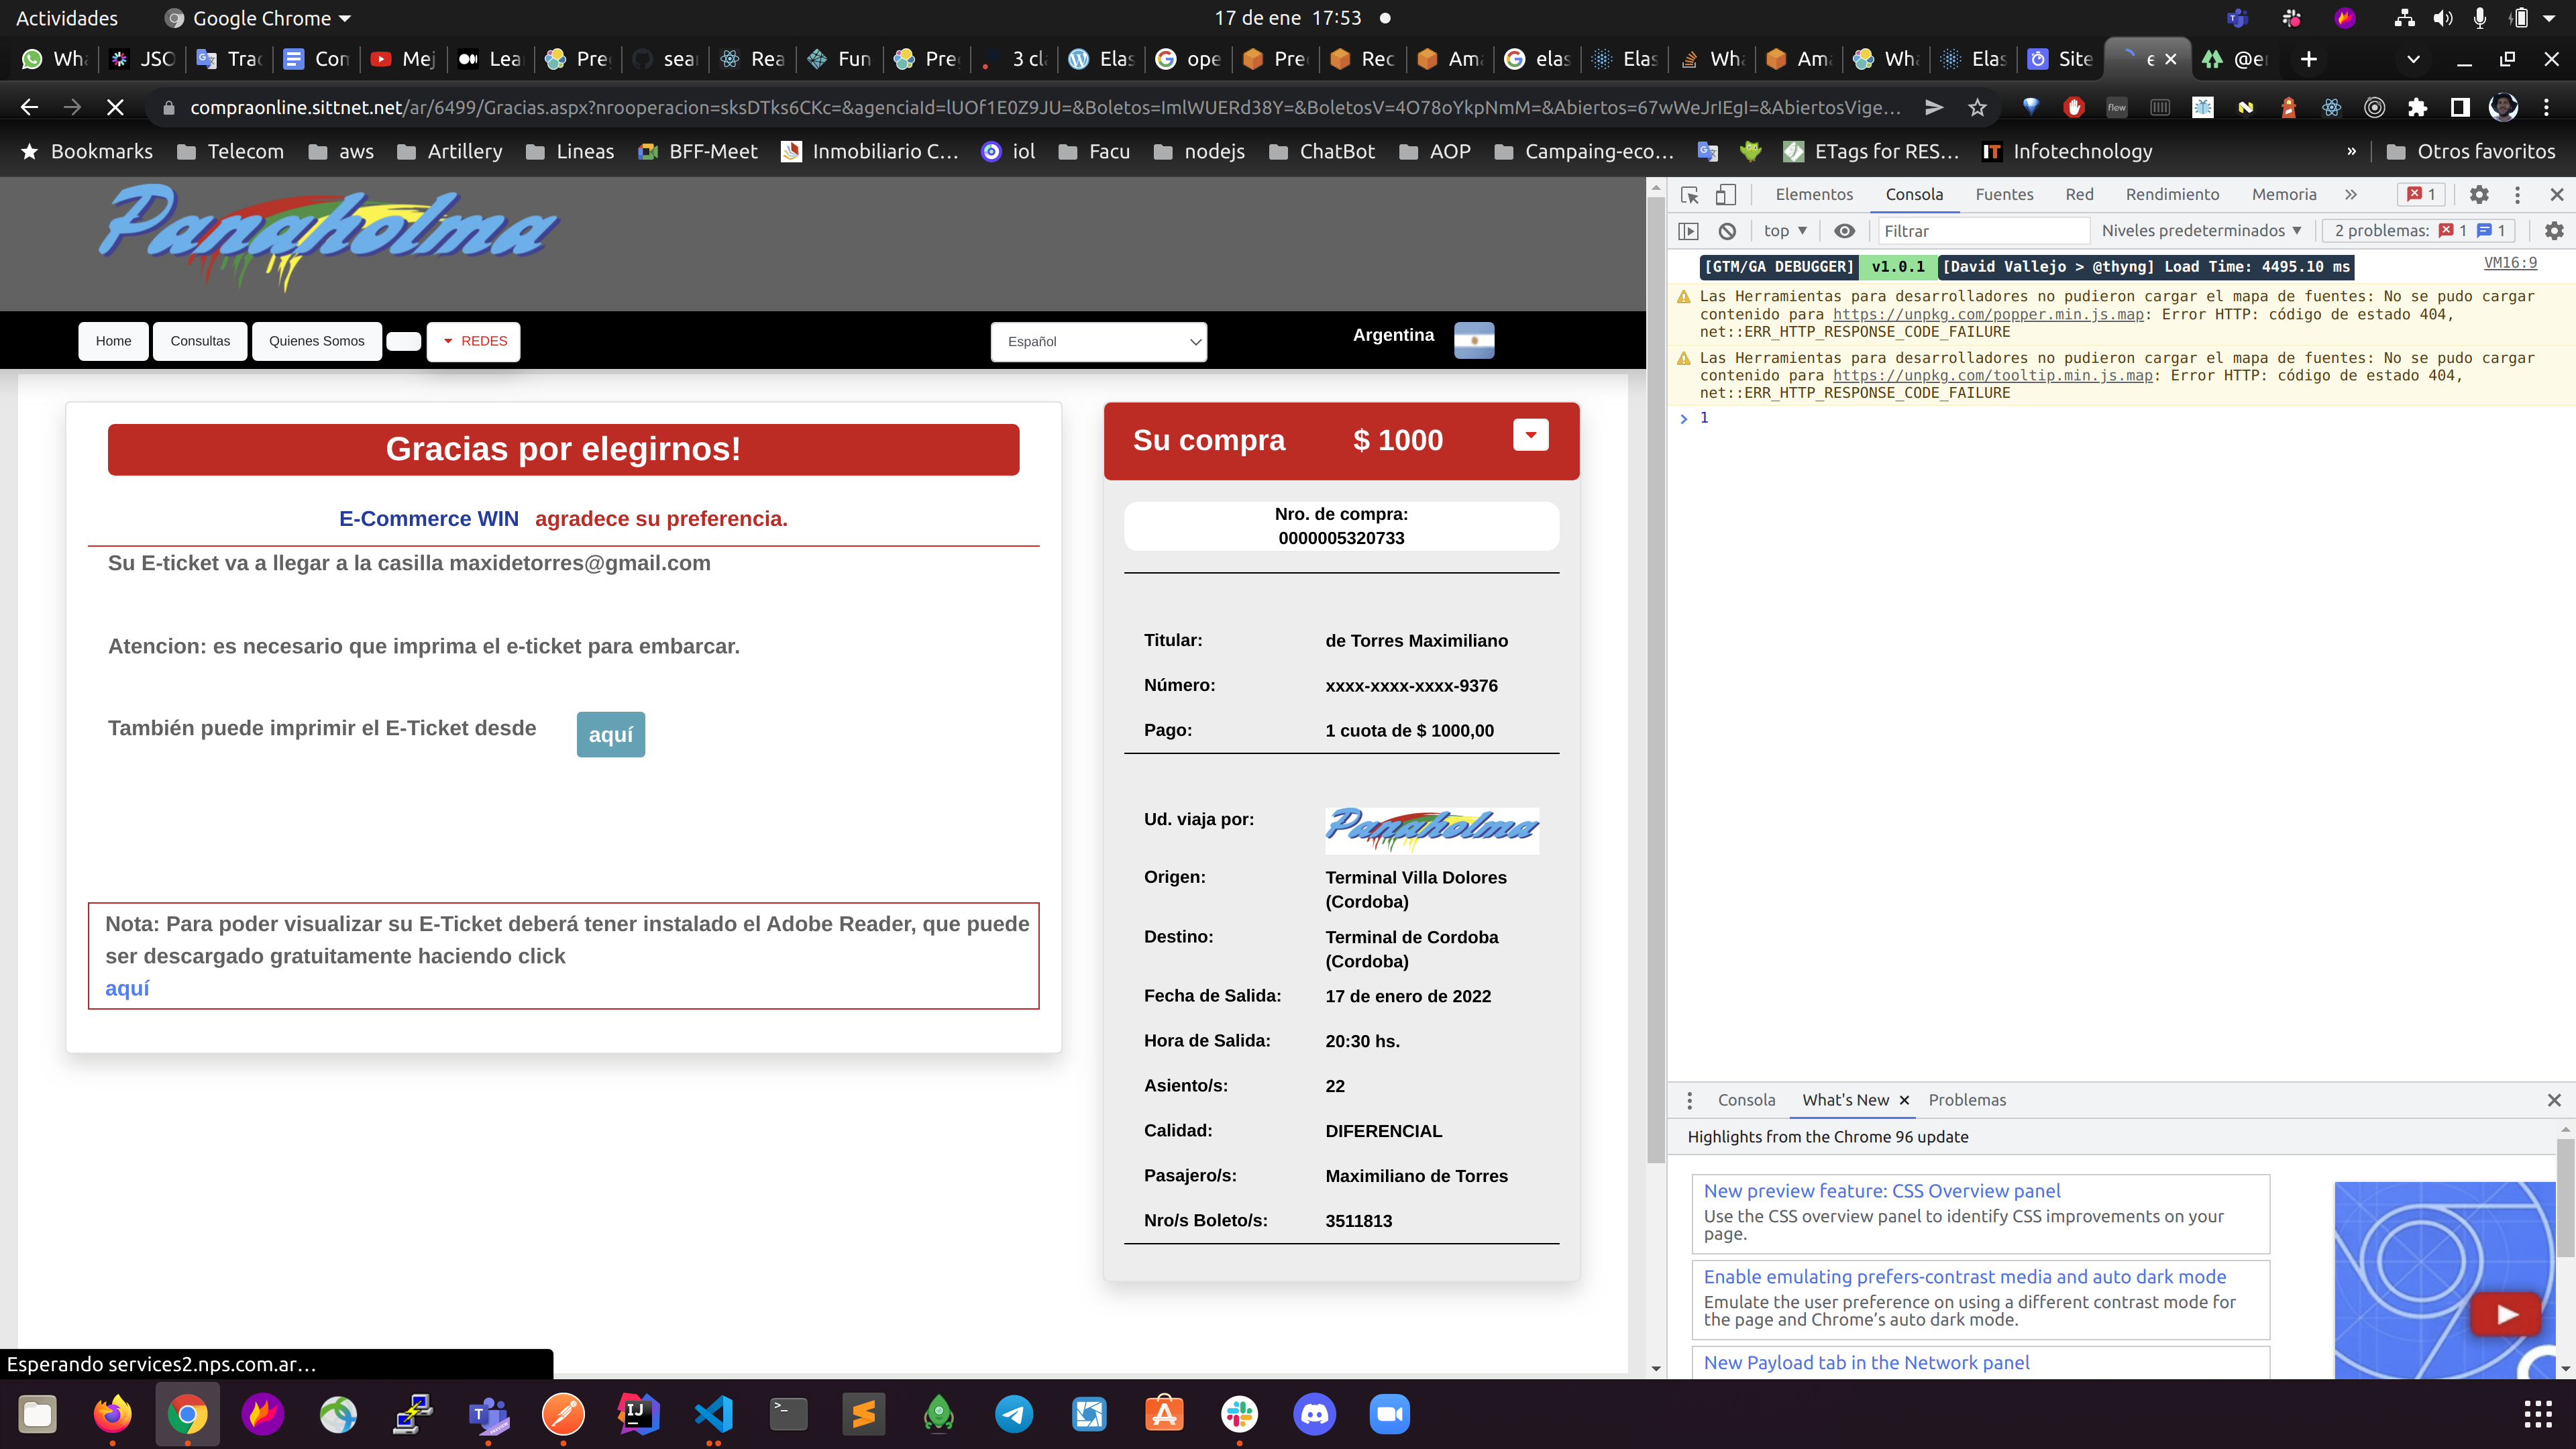 Actividades
Google Chrome
17 de ene 17:53
JSO
Trad
Con
Mej
Lea
Pre
sear
Rea
Fun
Pre
3 cl
Elas
ope
Pre
Rec
Am
elas
Elas
Wha
Am
Wha
Elas
Site
e
@e
compraonline.sittnet.net/ar/6499/Gracias.aspx?nrooperacion=sksDTks6CKc=&agenciaId=lUOf1E0Z9JU=&Boletos=ImlWUERd38Y=&BoletosV=4O78oYkpNmM=&Abiertos=67wWeJrIEgI=&AbiertosVige...
Bookmarks
Telecom
aws
Artillery
Lineas
BFF-Meet
Inmobiliario C...
iol
Facu
nodejs
ChatBot
AOP
Campaing-eco...
ETags for RES...
Infotechnology
»
Otros favoritos
Panaholma
Home
Consultas
Quienes Somos
REDES
Español
Argentina
Gracias por elegirnos!
E-Commerce WIN agradece su preferencia.
Su E-ticket va a llegar a la casilla maxidetorres@gmail.com
Atencion: es necesario que imprima el e-ticket para embarcar.
También puede imprimir el E-Ticket desde aquí
Nota: Para poder visualizar su E-Ticket deberá tener instalado el Adobe Reader, que puede
ser descargado gratuitamente haciendo click
aquí
Su compra $ 1000
Nro. de compra:
0000005320733
Titular: de Torres Maximiliano
Número: xxxx-xxxx-xxxx-9376
Pago: 1 cuota de $ 1000,00
Ud. viaja por: Panaholma
Origen: Terminal Villa Dolores
(Cordoba)
Destino: Terminal de Cordoba
(Cordoba)
Fecha de Salida: 17 de enero de 2022
Hora de Salida: 20:30 hs.
Asiento/s: 22
Calidad: DIFERENCIAL
Pasajero/s: Maximiliano de Torres
Nro/s Boleto/s: 3511813
Esperando services2.nps.com.ar...
Elementos
Consola
Fuentes
Red
Rendimiento
Memoria
»
1
top
Filtrar
Niveles predeterminados
2 problemas: 1 1
[GTM/GA DEBUGGER] v1.0.1 [David Vallejo > @thyng] Load Time: 4495.10 ms
VM16:9
Las Herramientas para desarrolladores no pudieron cargar el mapa de fuentes: No se pudo cargar
contenido para https://unpkg.com/popper.min.js.map: Error HTTP: código de estado 404,
net::ERR_HTTP_RESPONSE_CODE_FAILURE
Las Herramientas para desarrolladores no pudieron cargar el mapa de fuentes: No se pudo cargar
contenido para https://unpkg.com/tooltip.min.js.map: Error HTTP: código de estado 404,
net::ERR_HTTP_RESPONSE_CODE_FAILURE
1
Consola
What's New
Problemas
Highlights from the Chrome 96 update
New preview feature: CSS Overview panel
Use the CSS overview panel to identify CSS improvements on your
page.
Enable emulating prefers-contrast media and auto dark mode
Emulate the user preference on using a different contrast mode for
the page and Chrome's auto dark mode.
New Payload tab in the Network panel